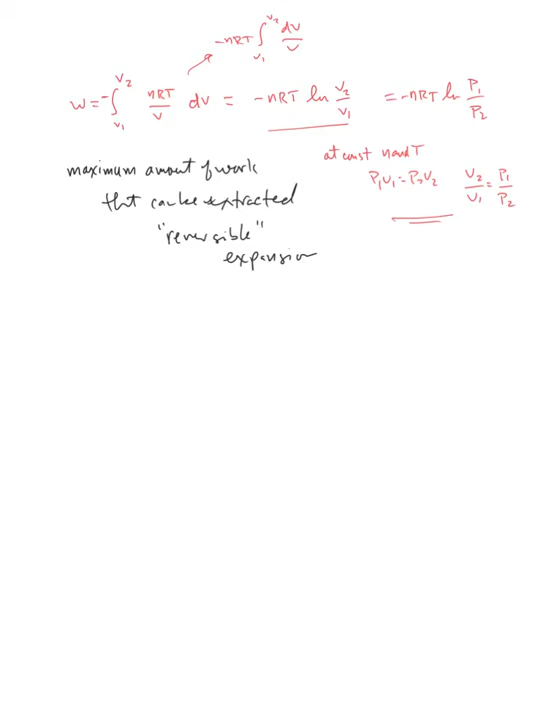 -nRT ∫_{V1}^{V2} dV/V
W = -∫_{V1}^{V2} nRT/V dV = -nRT ln V2/V1 = -nRT ln P1/P2
at const n and T
P1V1 = P2V2 V2/V1 = P1/P2
maximum amount of work
that can be extracted
"reversible"
expansion